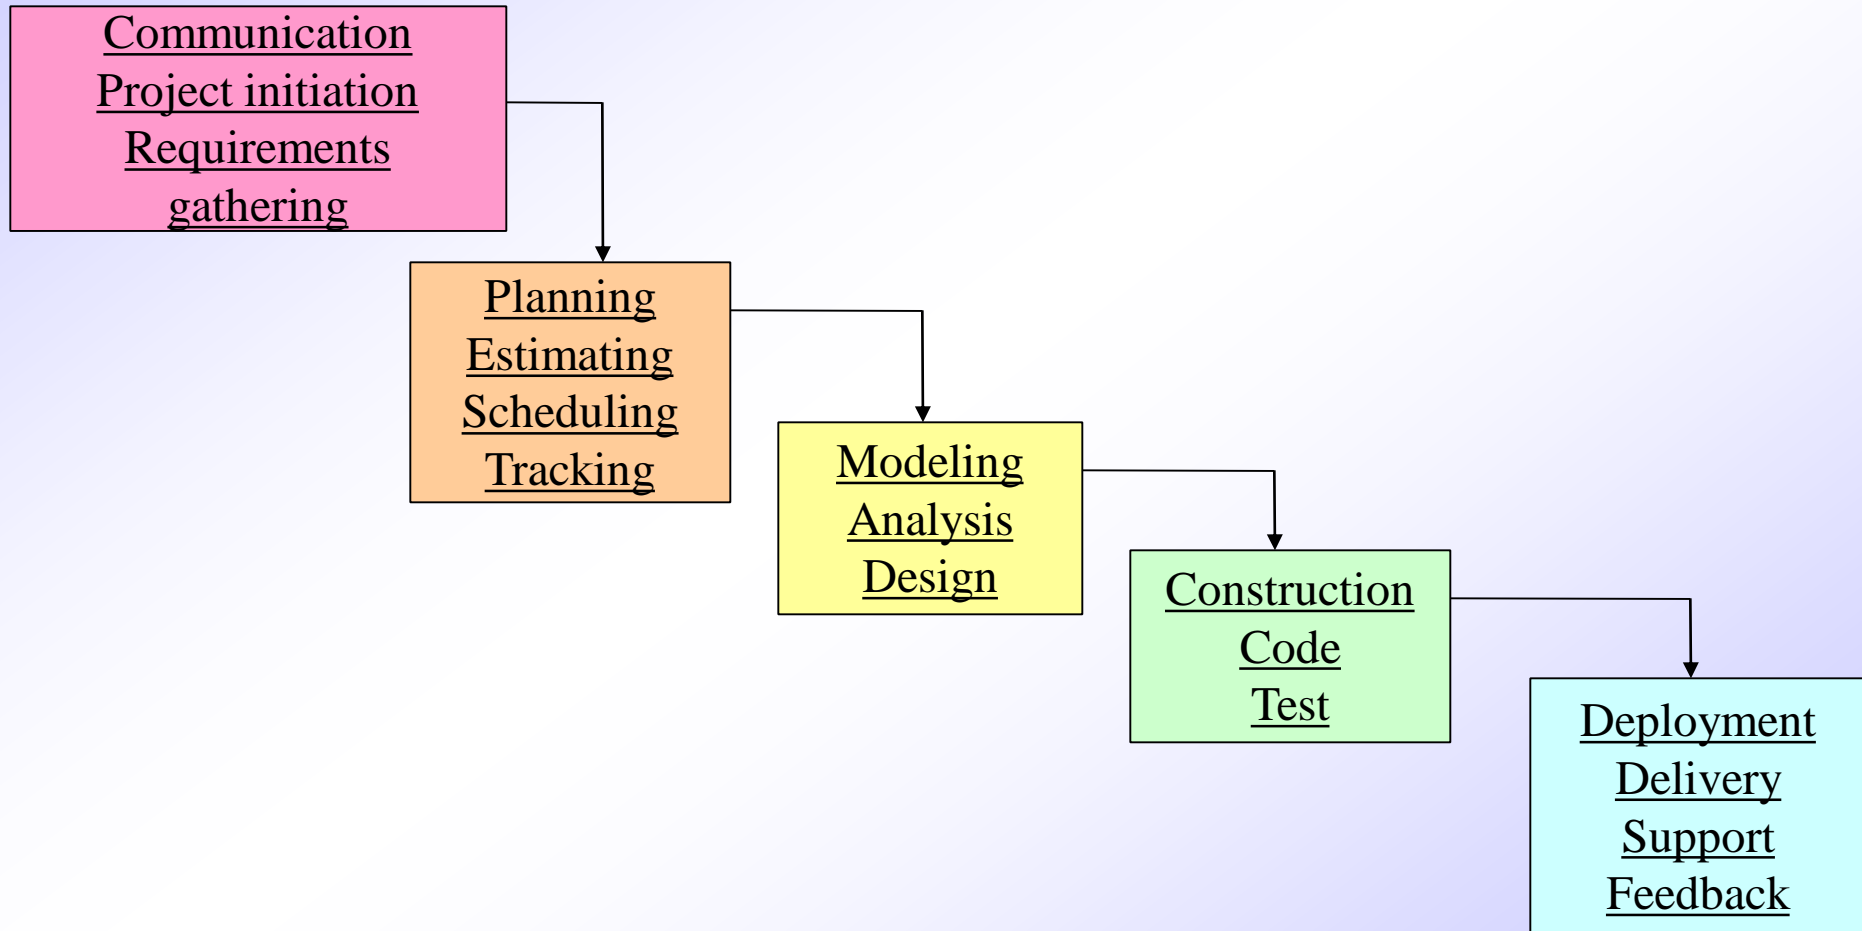 Communication
Project initiation
Requirements
gathering
Planning
Estimating
Scheduling
Tracking
Modeling
Analysis
Design
Construction
Code
Test
Deployment
Delivery
Support
Feedback